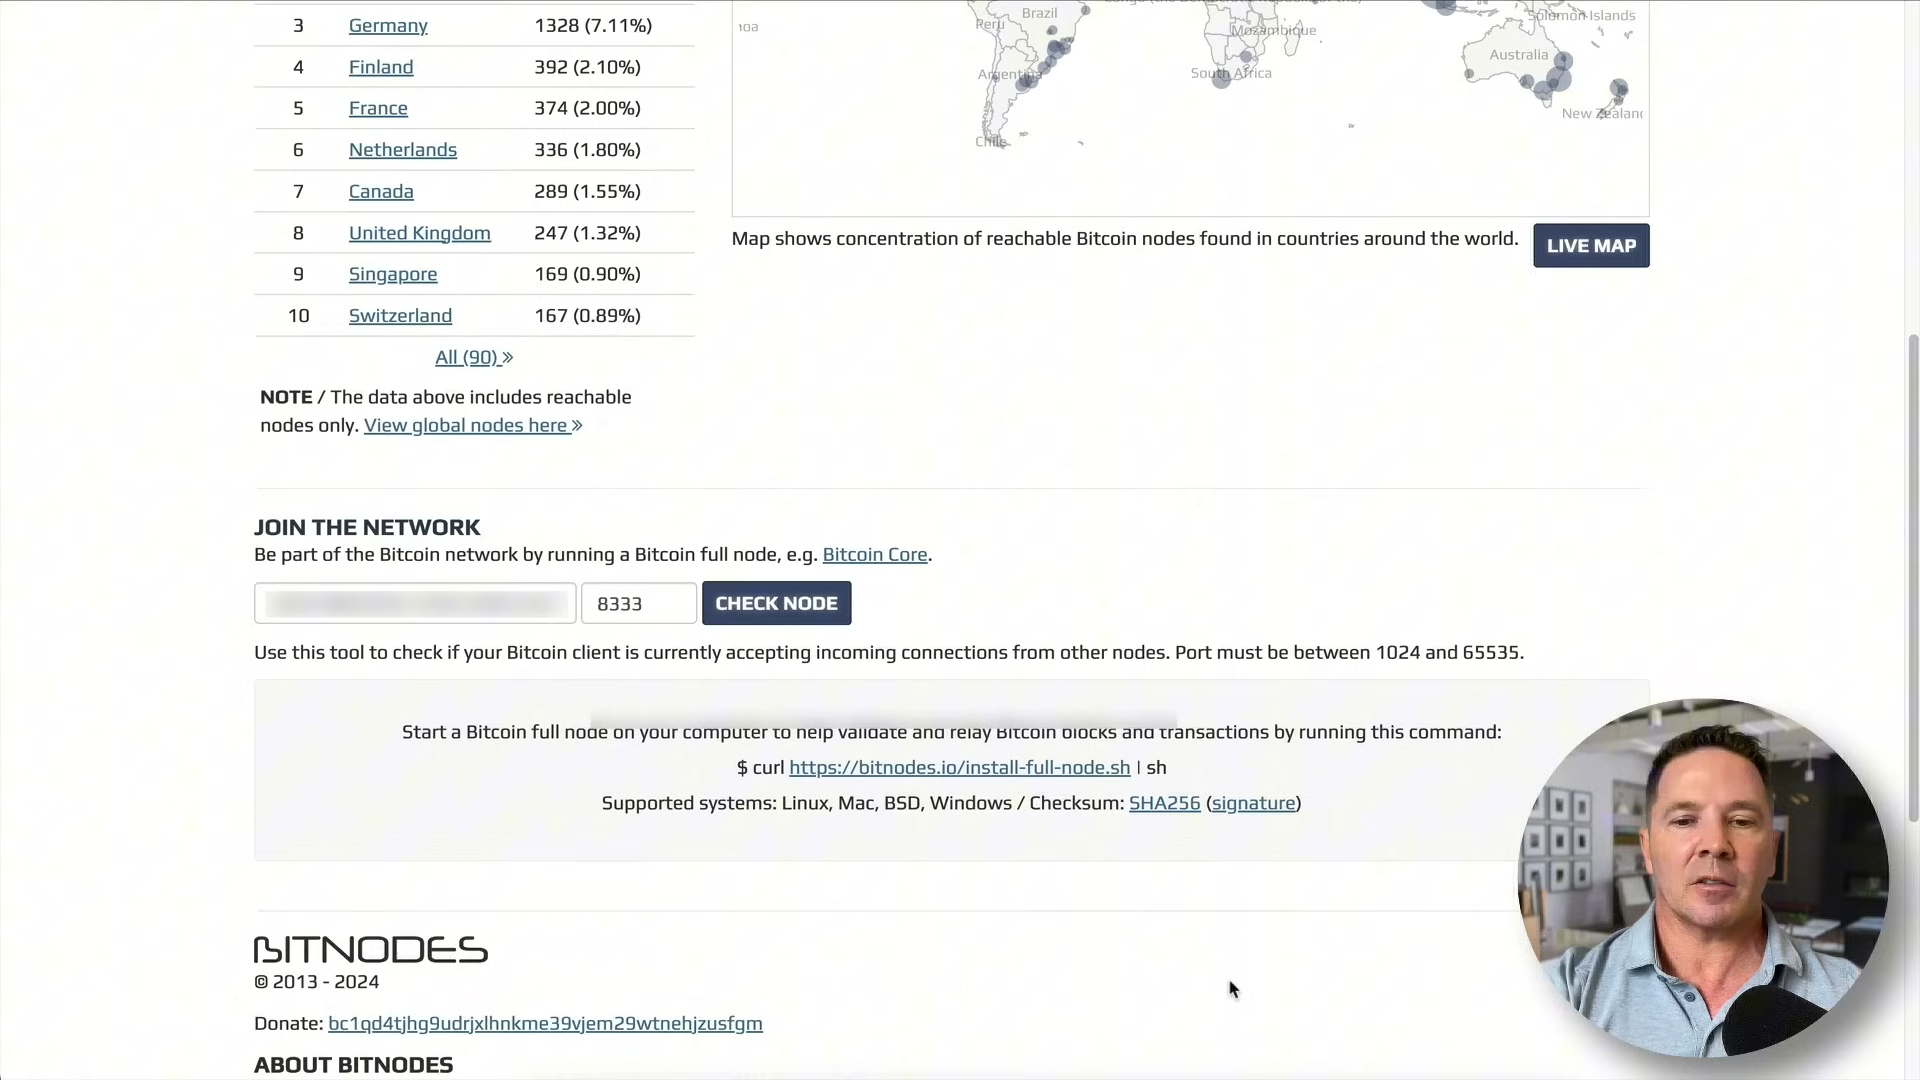 3 Germany 1328 (7.11%)
4 Finland 392 (2.10%)
5 France 374 (2.00%)
6 Netherlands 336 (1.80%)
7 Canada 289 (1.55%)
8 United Kingdom 247 (1.32%)
9 Singapore 169 (0.90%)
10 Switzerland 167 (0.89%)
All (90) »
NOTE / The data above includes reachable
nodes only. View global nodes here »
Brazil
Peru
Solomon Islands
Mozambique
Australia
Argentina
South Africa
New Zealand
Chile
Map shows concentration of reachable Bitcoin nodes found in countries around the world.
LIVE MAP
JOIN THE NETWORK
Be part of the Bitcoin network by running a Bitcoin full node, e.g. Bitcoin Core.
8333 CHECK NODE
Use this tool to check if your Bitcoin client is currently accepting incoming connections from other nodes. Port must be between 1024 and 65535.
Start a Bitcoin full node on your computer to help validate and relay Bitcoin blocks and transactions by running this command:
$ curl https://bitnodes.io/install-full-node.sh | sh
Supported systems: Linux, Mac, BSD, Windows / Checksum: SHA256 (signature)
BITNODES
© 2013 - 2024
Donate: bc1qd4tjhg9udrjxlhnkme39vjem29wtnehjzusfgm
ABOUT BITNODES